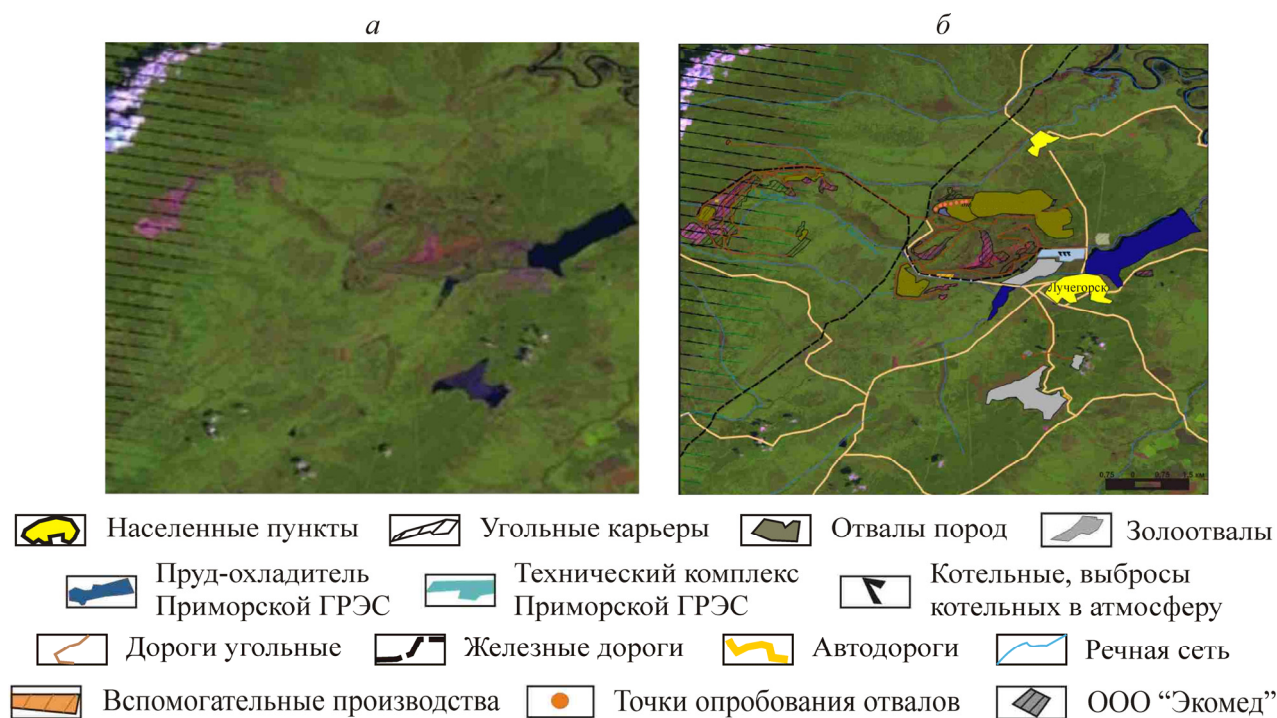 а
б
Лучегорск
0,75 0 0,75 1,5 км
Населенные пункты
Угольные карьеры
Отвалы пород
Золоотвалы
Пруд-охладитель
Приморской ГРЭС
Технический комплекс
Приморской ГРЭС
Котельные, выбросы
котельных в атмосферу
Дороги угольные
Железные дороги
Автодороги
Речная сеть
Вспомогательные производства
Точки опробования отвалов
ООО “Экомед”